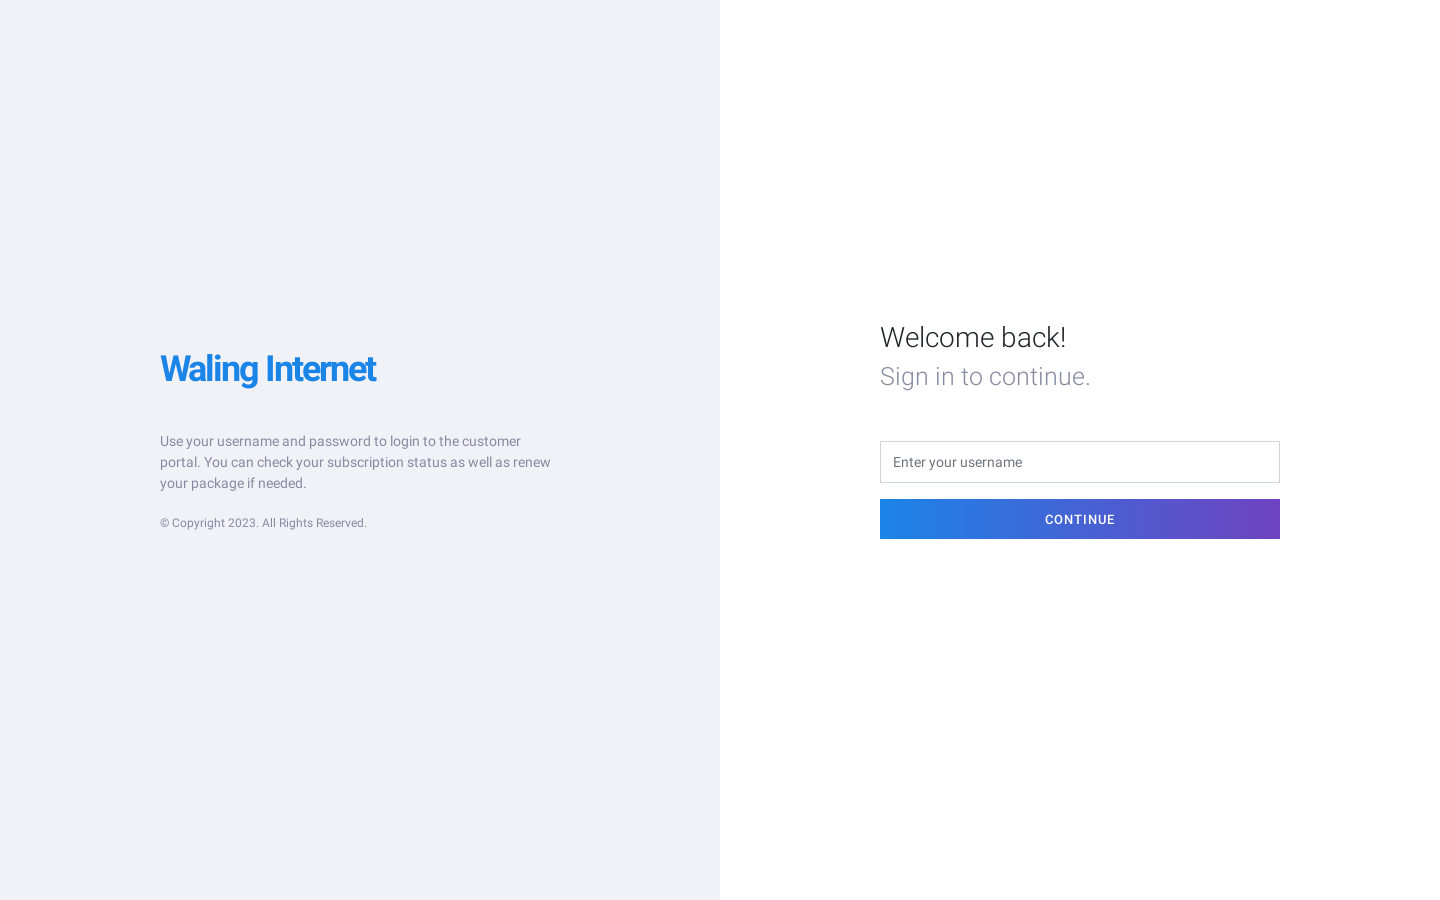 Waling Internet
Use your username and password to login to the customer
portal. You can check your subscription status as well as renew
your package if needed.
© Copyright 2023. All Rights Reserved.
Welcome back!
Sign in to continue.
Enter your username
CONTINUE